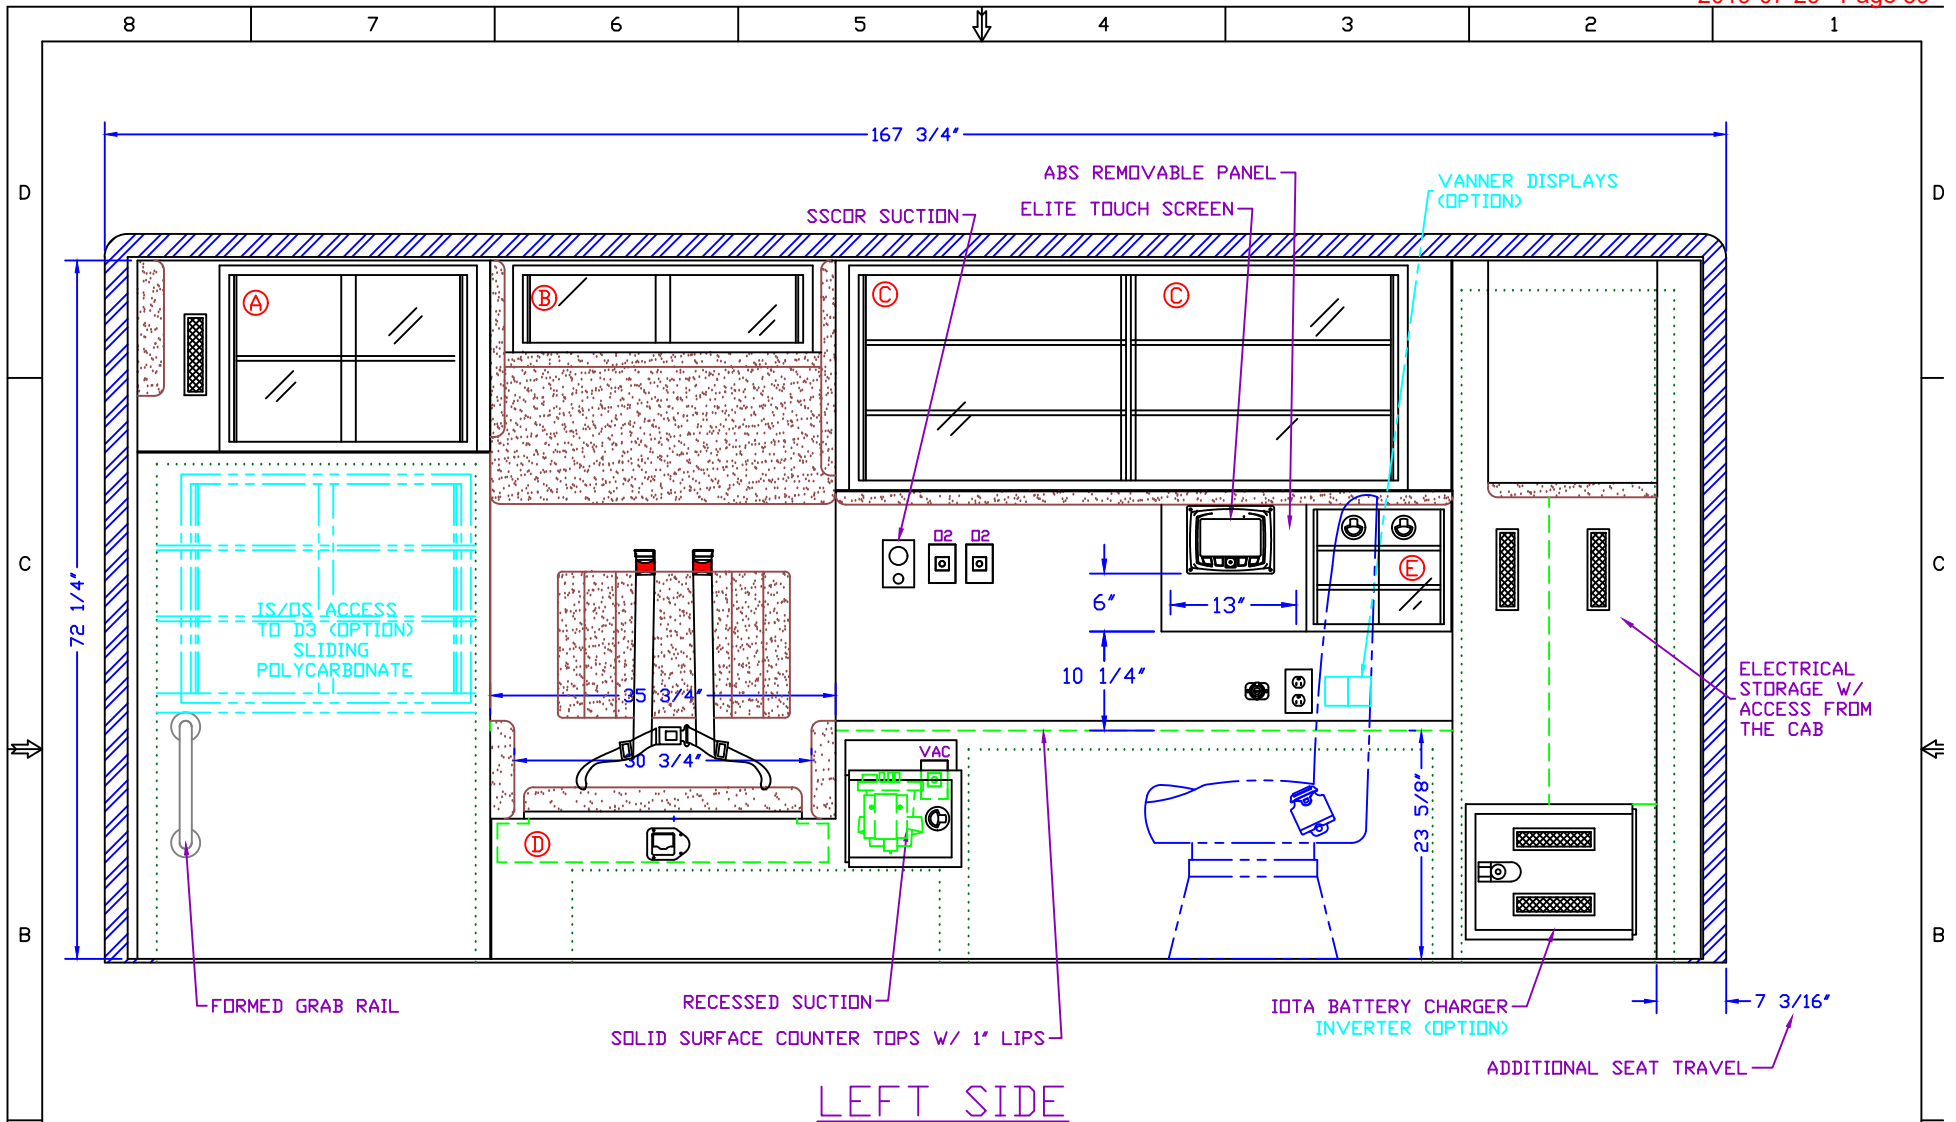 8 7 6 5 4 3 2 1
167 3/4"
D
D
ABS REMOVABLE PANEL
VANNER DISPLAYS
(OPTION)
SSCOR SUCTION
ELITE TOUCH SCREEN
A
B
C
C
C
C
O2 O2
E
72 1/4"
6"
13"
IS/OS ACCESS
TO D3 (OPTION)
SLIDING
POLYCARBONATE
10 1/4"
35 3/4"
ELECTRICAL
STORAGE W/
ACCESS FROM
THE CAB
VAC
30 3/4"
23 5/8"
D
B
B
FORMED GRAB RAIL
RECESSED SUCTION
SOLID SURFACE COUNTER TOPS W/ 1" LIPS
IOTA BATTERY CHARGER
INVERTER (OPTION)
7 3/16"
ADDITIONAL SEAT TRAVEL
LEFT SIDE